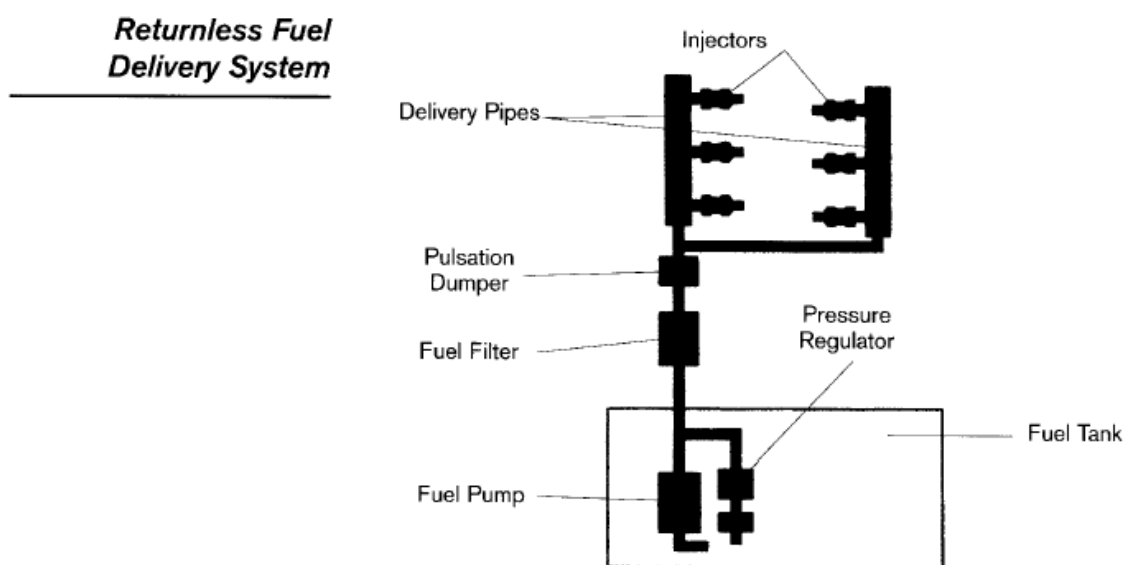 Returnless Fuel
Delivery System
Injectors
Delivery Pipes
Pulsation
Dumper
Pressure
Regulator
Fuel Filter
Fuel Tank
Fuel Pump